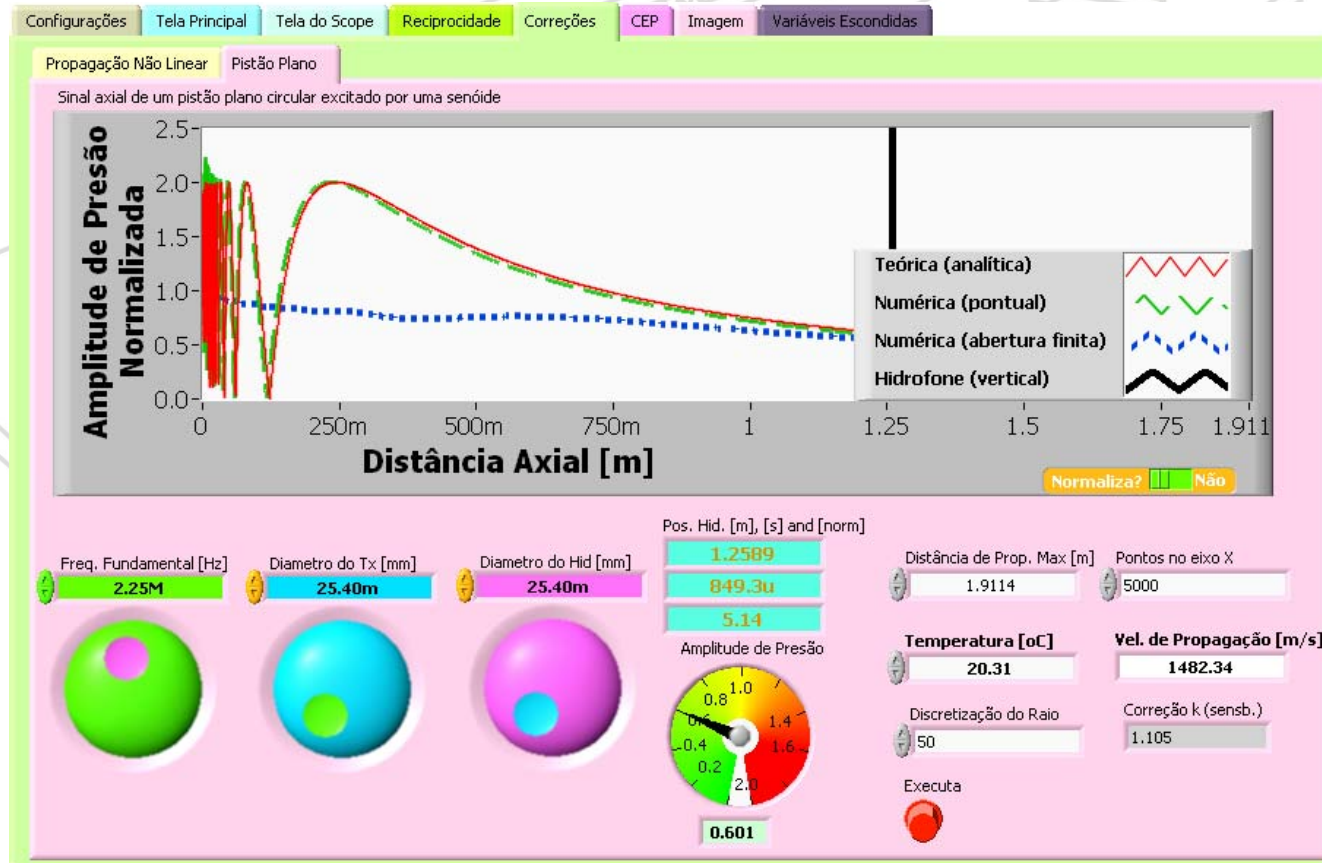 Configurações Tela Principal Tela do Scope Reciprocidade Correções CEP Imagem Variáveis Escondidas
Propagação Não Linear Pistão Plano
Sinal axial de um pistão plano circular excitado por uma senóide
Amplitude de Presão
Normalizada
2.5
2.0
1.5
1.0
0.5
0.0
Teórica (analítica)
Numérica (pontual)
Numérica (abertura finita)
Hidrofone (vertical)
0 250m 500m 750m 1 1.25 1.5 1.75 1.911
Distância Axial [m]
Normaliza? Não
Freq. Fundamental [Hz]
2.25M
Diametro do Tx [mm]
25.40m
Diametro do Hid [mm]
25.40m
Pos. Hid. [m], [s] and [norm]
1.2589
849.3u
5.14
Amplitude de Presão
0.2 0.4 0.6 0.8 1.0 1.4 1.6 2.0
0.601
Distância de Prop. Max [m]
1.9114
Pontos no eixo X
5000
Temperatura [oC]
20.31
Vel. de Propagação [m/s]
1482.34
Discretização do Raio
50
Correção k (sensb.)
1.105
Executa